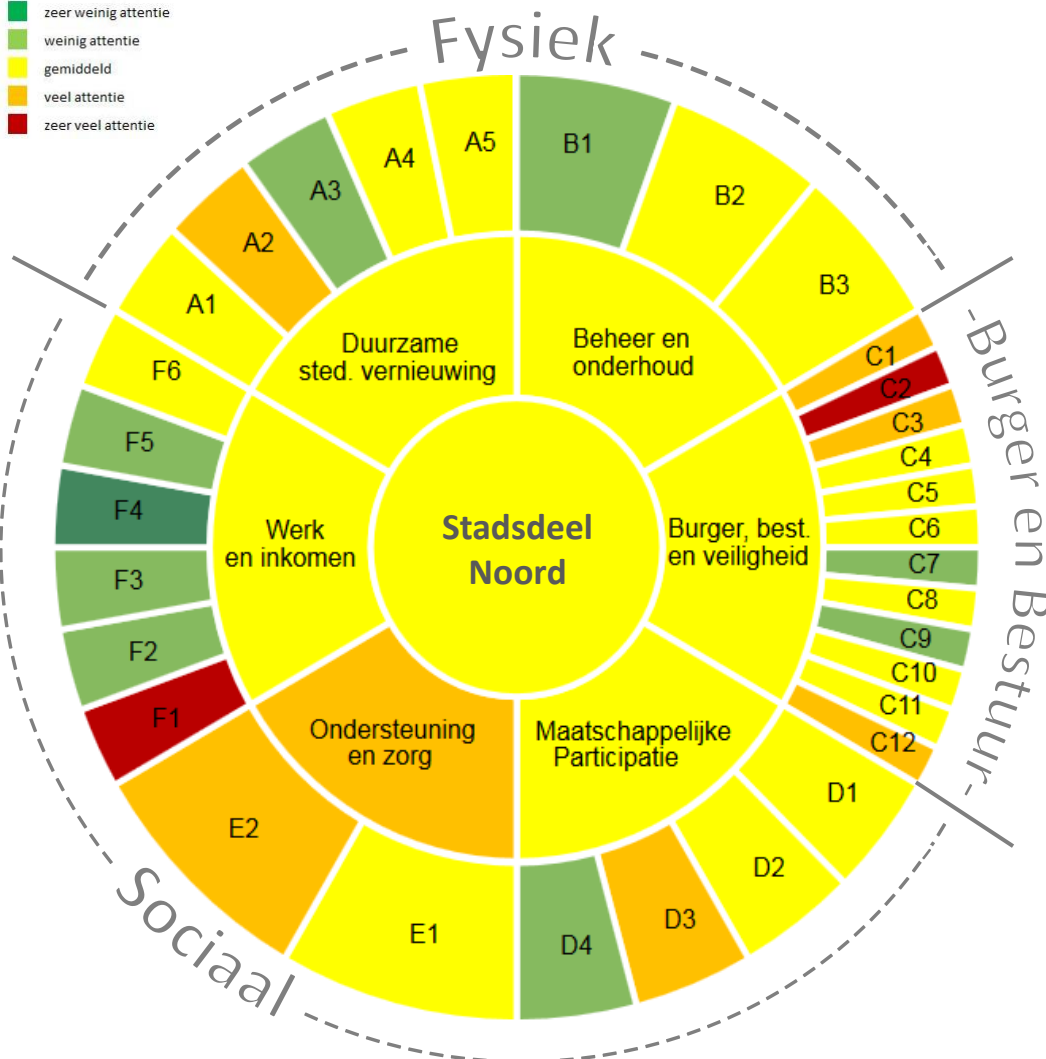 zeer weinig attentie
weinig attentie
gemiddeld
veel attentie
zeer veel attentie
Fysiek
A5
B1
A4
A3
B2
A2
B3
A1
Duurzame
sted. vernieuwing
Beheer en
onderhoud
F6
C1
C2
C3
C4
C5
C6
C7
C8
C9
C10
C11
C12
-Burger en Bestuur-
F5
F4
F3
F2
F1
Werk
en inkomen
Stadsdeel
Noord
Burger, best.
en veiligheid
Ondersteuning
en zorg
Maatschappelijke
Participatie
D1
D2
D3
D4
E1
E2
Sociaal